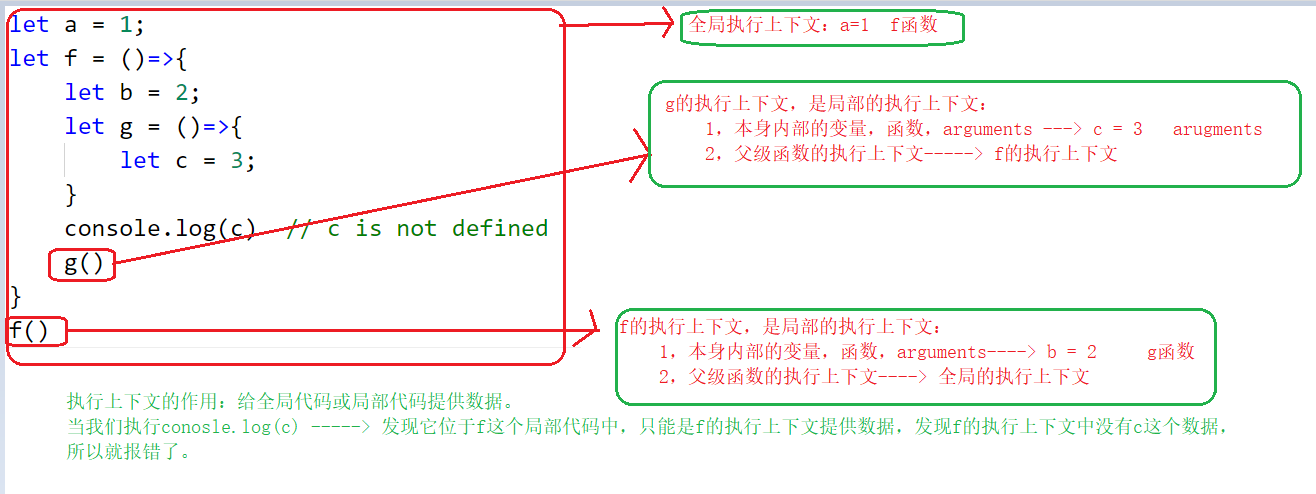 let a = 1;
let f = ()=>{
let b = 2;
let g = ()=>{
let c = 3;
}
console.log(c)  // c is not defined
g()
}
f()
全局执行上下文：a=1  f函数
g的执行上下文，是局部的执行上下文：
1，本身内部的变量，函数，arguments ---> c = 3   arugments
2，父级函数的执行上下文-----> f的执行上下文
f的执行上下文，是局部的执行上下文：
1，本身内部的变量，函数，arguments----> b = 2     g函数
2，父级函数的执行上下文----> 全局的执行上下文
执行上下文的作用：给全局代码或局部代码提供数据。
当我们执行conosle.log(c) -----> 发现它位于f这个局部代码中，只能是f的执行上下文提供数据，发现f的执行上下文中没有c这个数据，
所以就报错了。